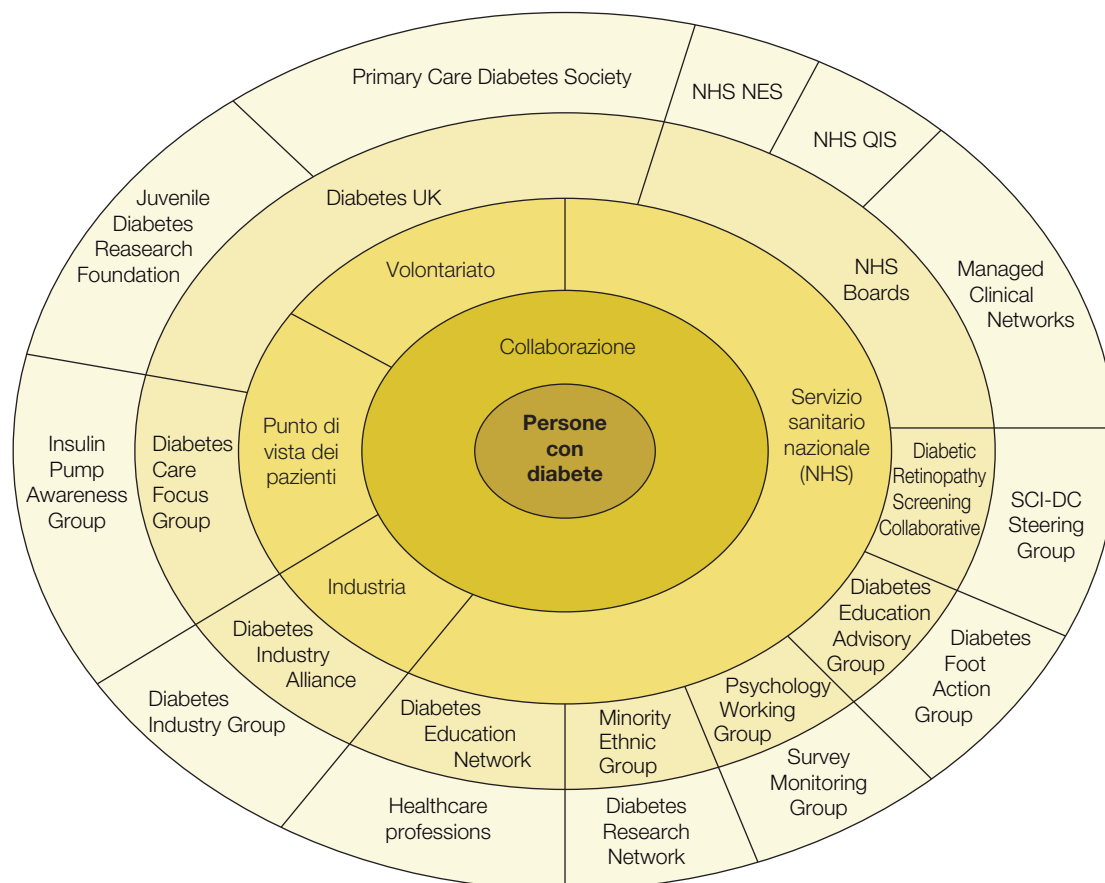 Primary Care Diabetes Society
NHS NES
NHS QIS
Juvenile
Diabetes
Reasearch
Foundation
Diabetes UK
Volontariato
NHS
Boards
Managed
Clinical
Networks
Collaborazione
Persone
con
diabete
Punto di
vista dei
pazienti
Servizio
sanitario
nazionale
(NHS)
Insulin
Pump
Awareness
Group
Diabetes
Care
Focus
Group
Diabetic
Retinopathy
Screening
Collaborative
SCI-DC
Steering
Group
Industria
Diabetes
Industry
Alliance
Diabetes
Industry Group
Diabetes
Education
Network
Minority
Ethnic
Group
Psychology
Working
Group
Diabetes
Education
Advisory
Group
Diabetes
Foot
Action
Group
Healthcare
professions
Diabetes
Research
Network
Survey
Monitoring
Group